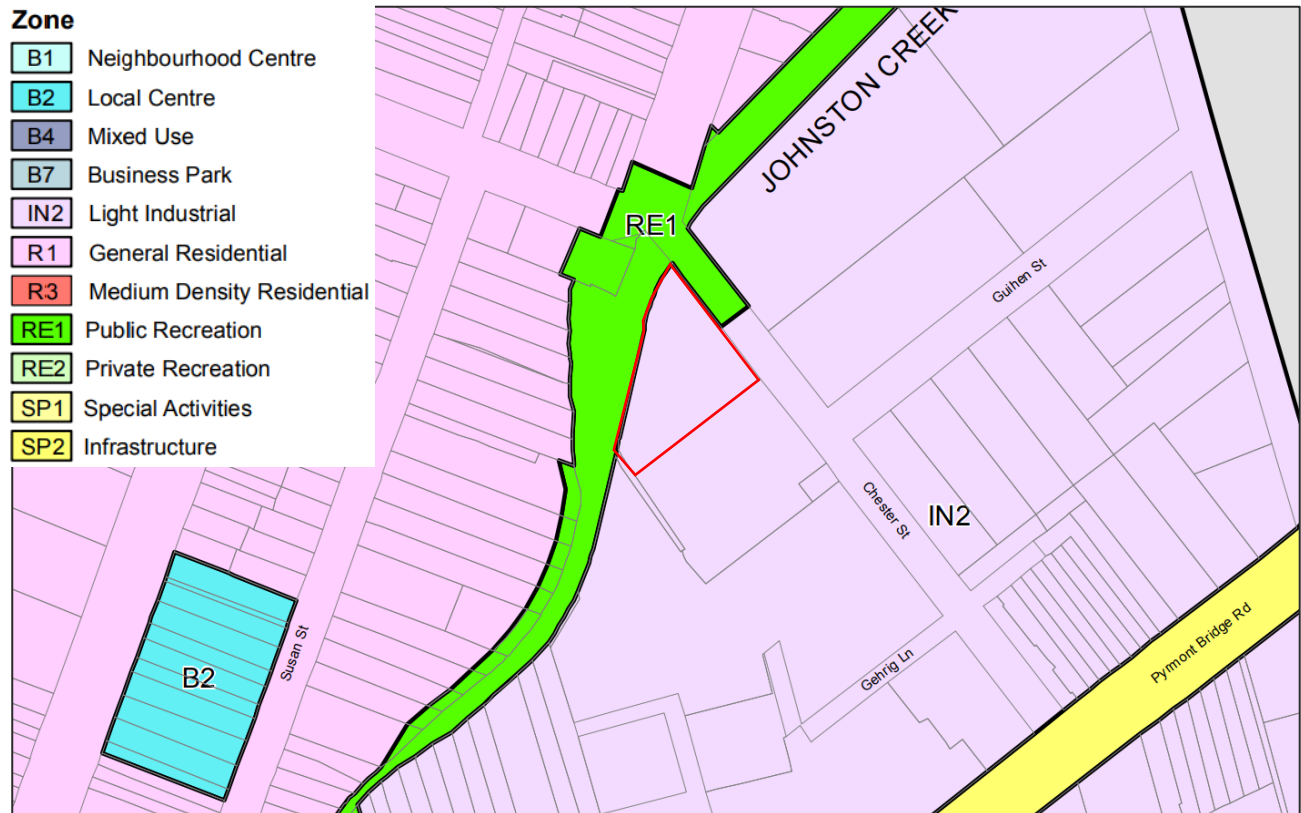 Zone
B1 Neighbourhood Centre
B2 Local Centre
B4 Mixed Use
B7 Business Park
IN2 Light Industrial
R1 General Residential
R3 Medium Density Residential
RE1 Public Recreation
RE2 Private Recreation
SP1 Special Activities
SP2 Infrastructure
JOHNSTON CREEK
RE1
Guihen St
Chester St
IN2
Pyrmont Bridge Rd
Gehrig Ln
Susan St
B2